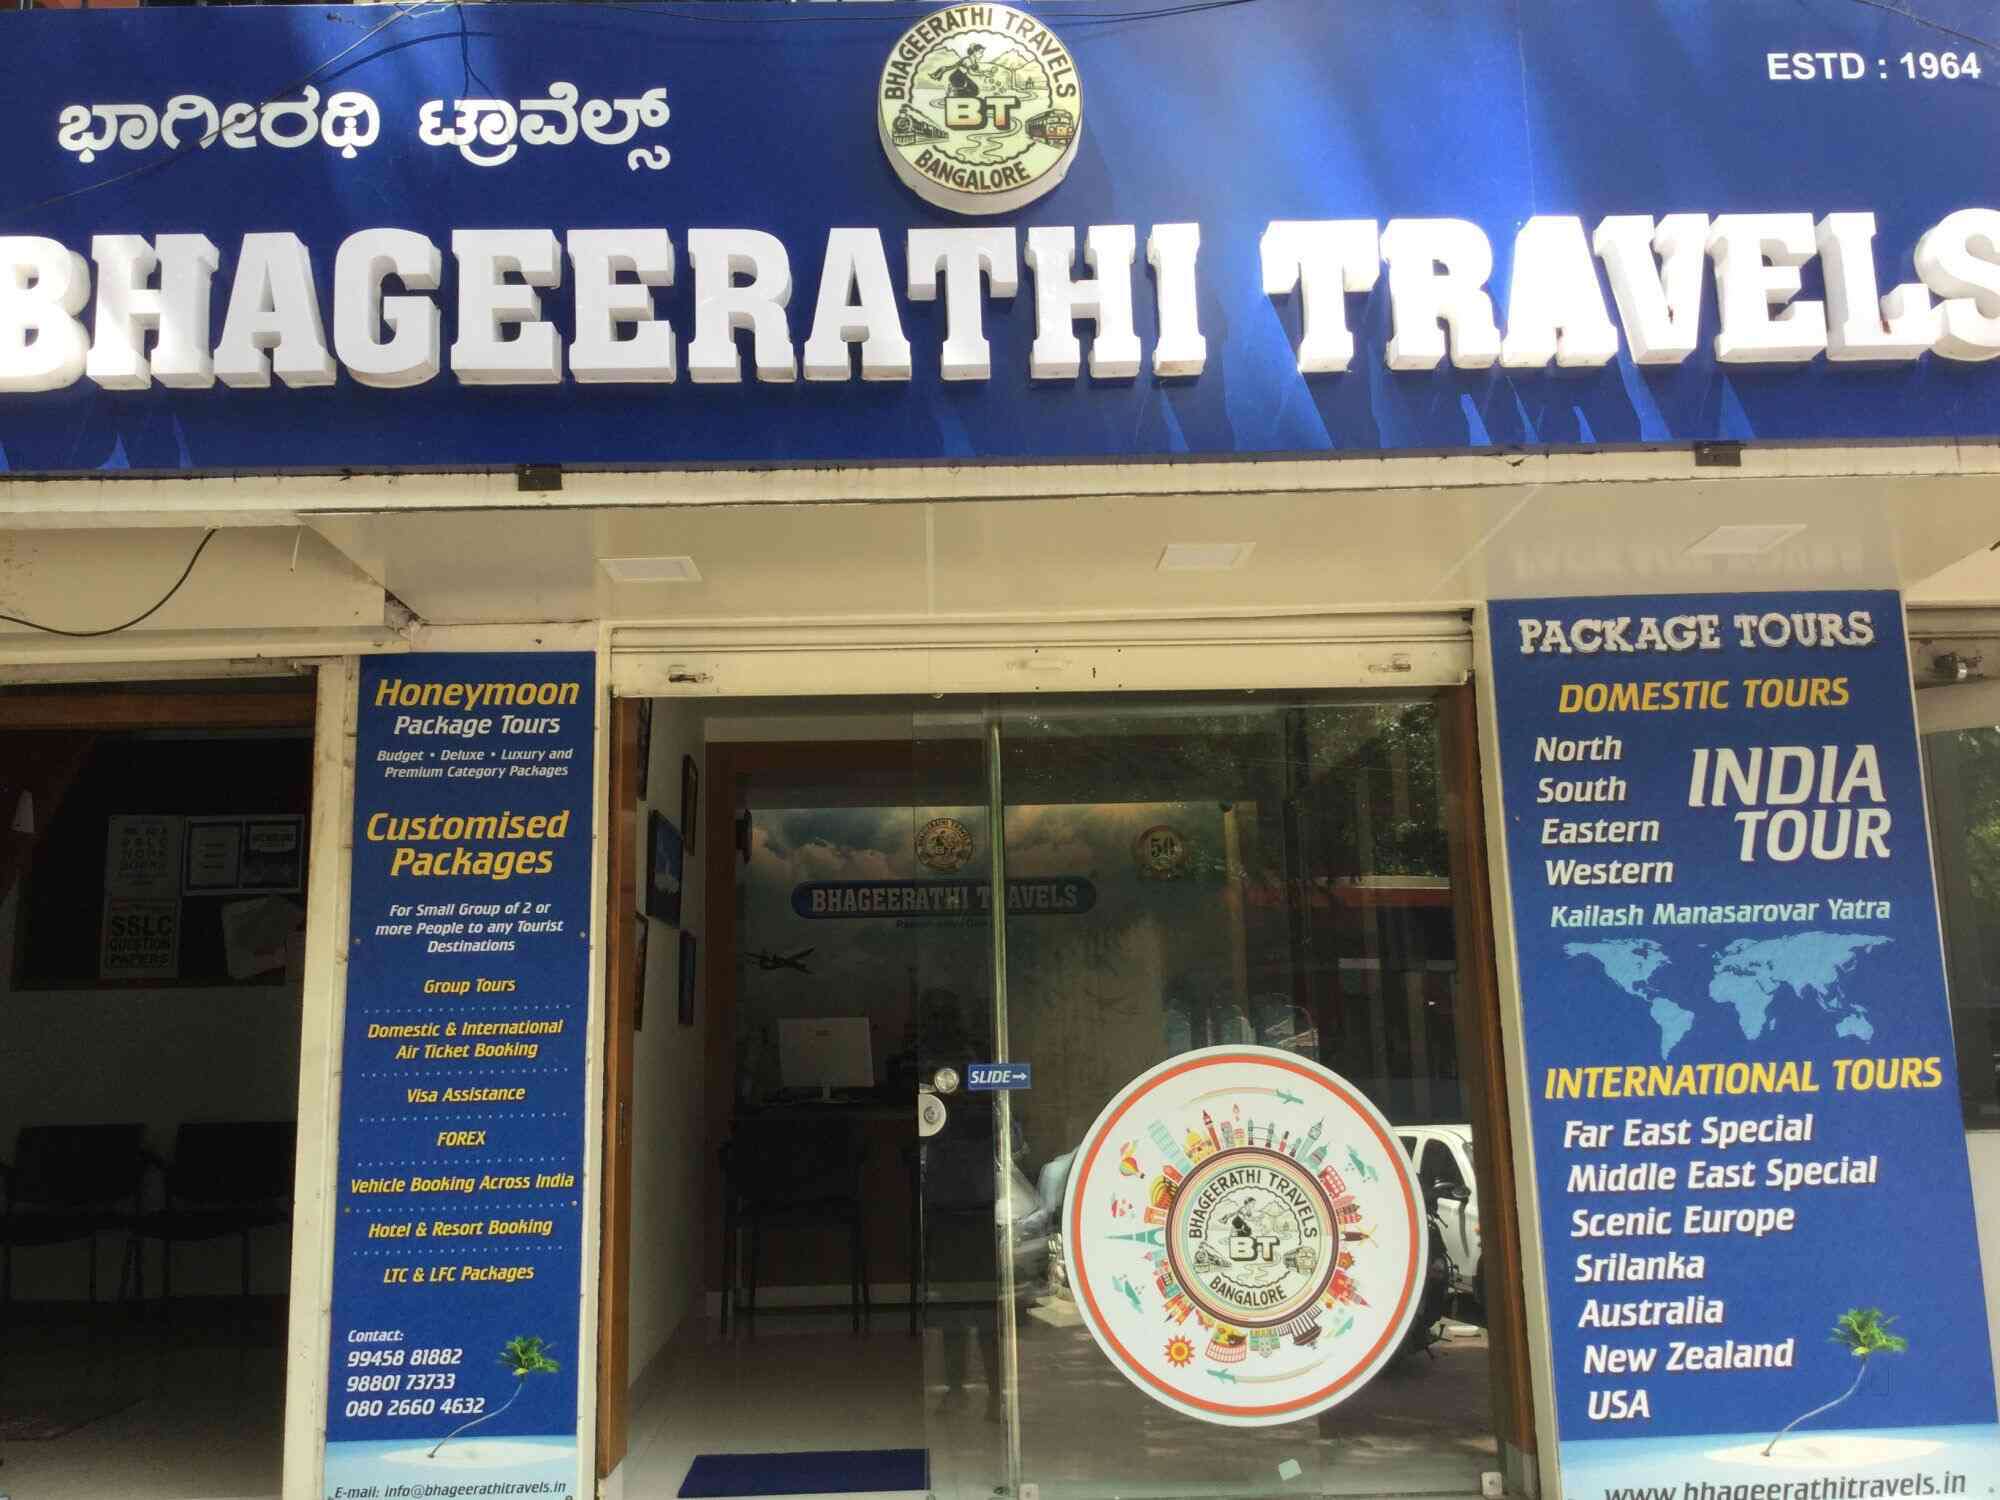 ಭಾಗೀರಥಿ ಟ್ರಾವೆಲ್ಸ್
BHAGEERATHI TRAVELS
BT
BANGALORE
ESTD : 1964
BHAGEERATHI TRAVELS
Honeymoon
Package Tours
Budget • Deluxe • Luxury and
Premium Category Packages
Customised
Packages
For Small Group of 2 or
more People to any Tourist
Destinations
Group Tours
Domestic & International
Air Ticket Booking
Visa Assistance
FOREX
Vehicle Booking Across India
Hotel & Resort Booking
LTC & LFC Packages
Contact:
99458 81882
98801 73733
080 2660 4632
E-mail: info@bhageerathitravels.in
SSLC
QUESTION
PAPERS
BHAGEERATHI TRAVELS
BT
50
BHAGEERATHI TRAVELS
SLIDE→
BHAGEERATHI TRAVELS
BT
BANGALORE
PACKAGE TOURS
DOMESTIC TOURS
North
South
Eastern
Western
INDIA
TOUR
Kailash Manasarovar Yatra
INTERNATIONAL TOURS
Far East Special
Middle East Special
Scenic Europe
Srilanka
Australia
New Zealand
USA
www.bhageerathitravels.in